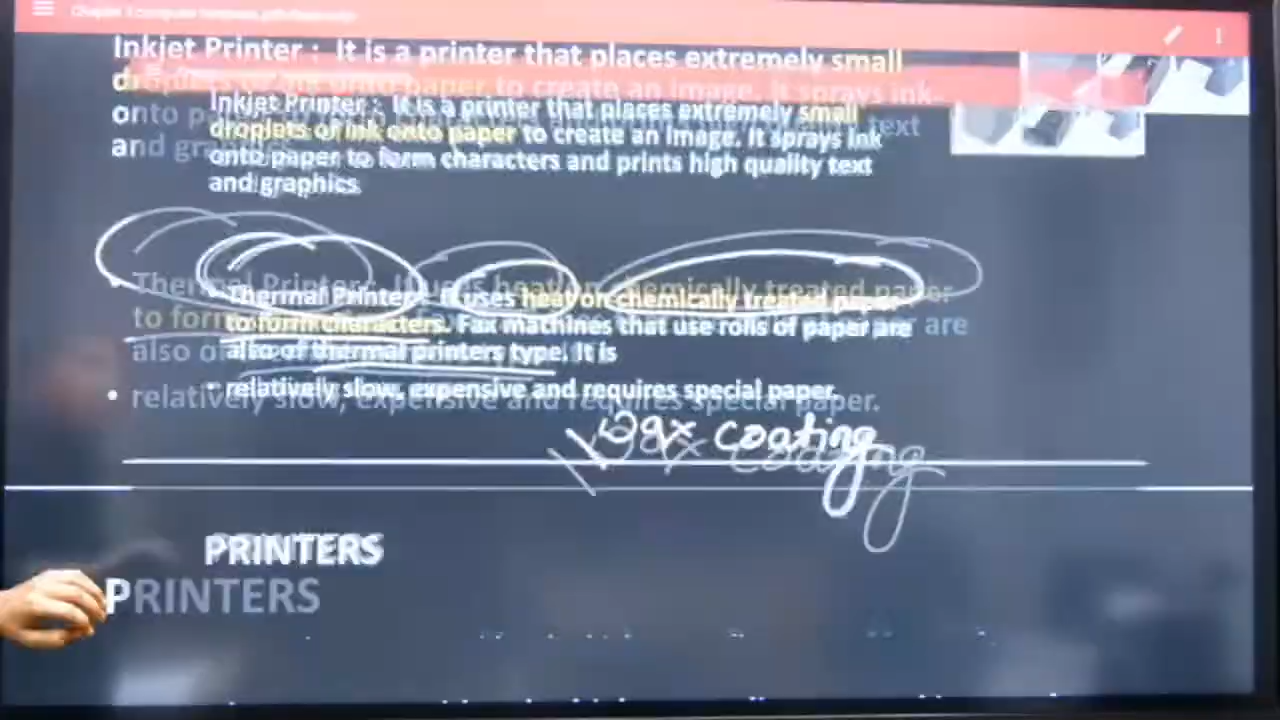 Inkjet Printer : It is a printer that places extremely small
droplets of ink onto paper to create an image. It sprays ink
onto paper to form characters and prints high quality text
and graphics
• Thermal Printer : It uses heat on chemically treated paper
to form characters. Fax machines that use rolls of paper are
also of thermal printers type. It is
• relatively slow, expensive and requires special paper.
coating
PRINTERS